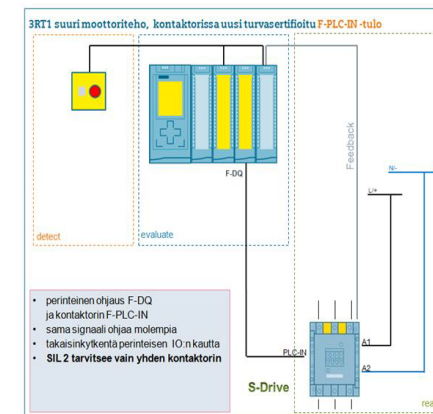 3RT1 suuri moottoriteho, kontaktorissa uusi turvasertifioitu F-PLC-IN -tulo
F-DQ
Feedback
N/-
L/+
detect
evaluate
• perinteinen ohjaus F-DQ
ja kontaktorin F-PLC-IN
• sama signaali ohjaa molempia
• takaisinkytkentä perinteisen IO:n kautta
• SIL 2 tarvitsee vain yhden kontaktorin
PLC-IN
A1
A2
S-Drive
rea